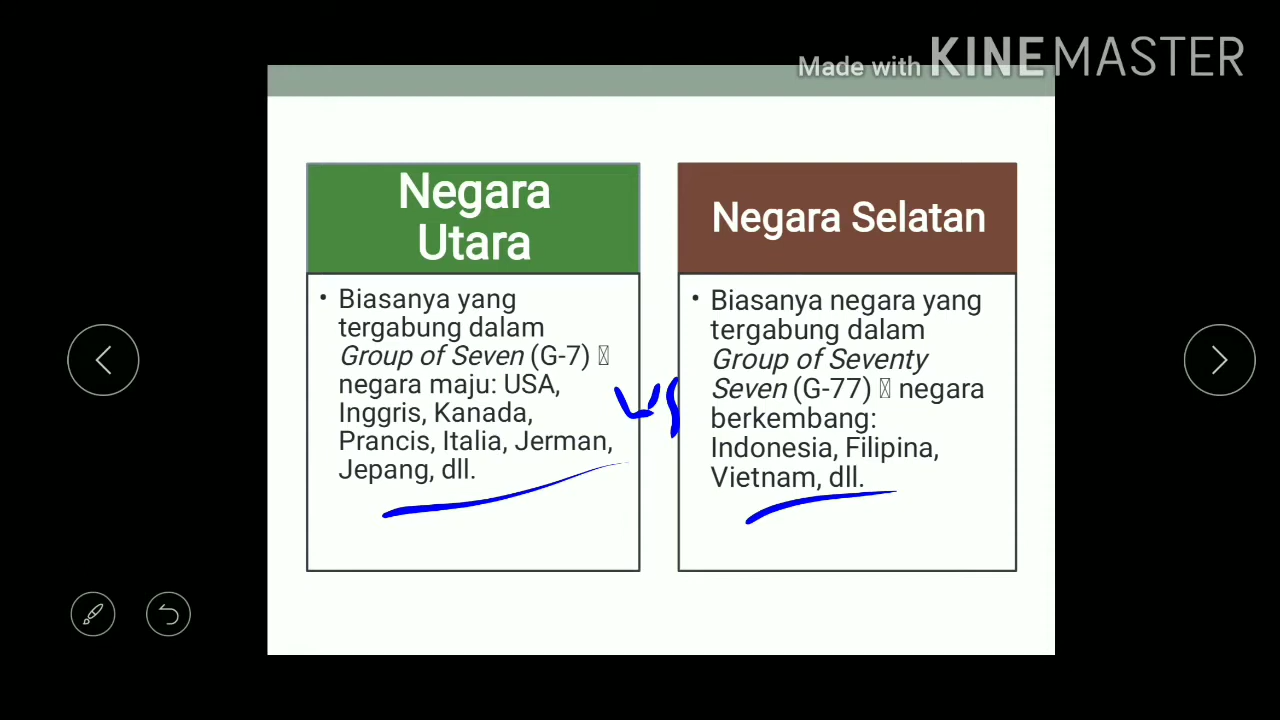 Made with KINEMASTER
Negara
Utara
• Biasanya yang
tergabung dalam
Group of Seven (G-7)
negara maju: USA,
Inggris, Kanada,
Prancis, Italia, Jerman,
Jepang, dll.
vs
Negara Selatan
• Biasanya negara yang
tergabung dalam
Group of Seventy
Seven (G-77) negara
berkembang:
Indonesia, Filipina,
Vietnam, dll.